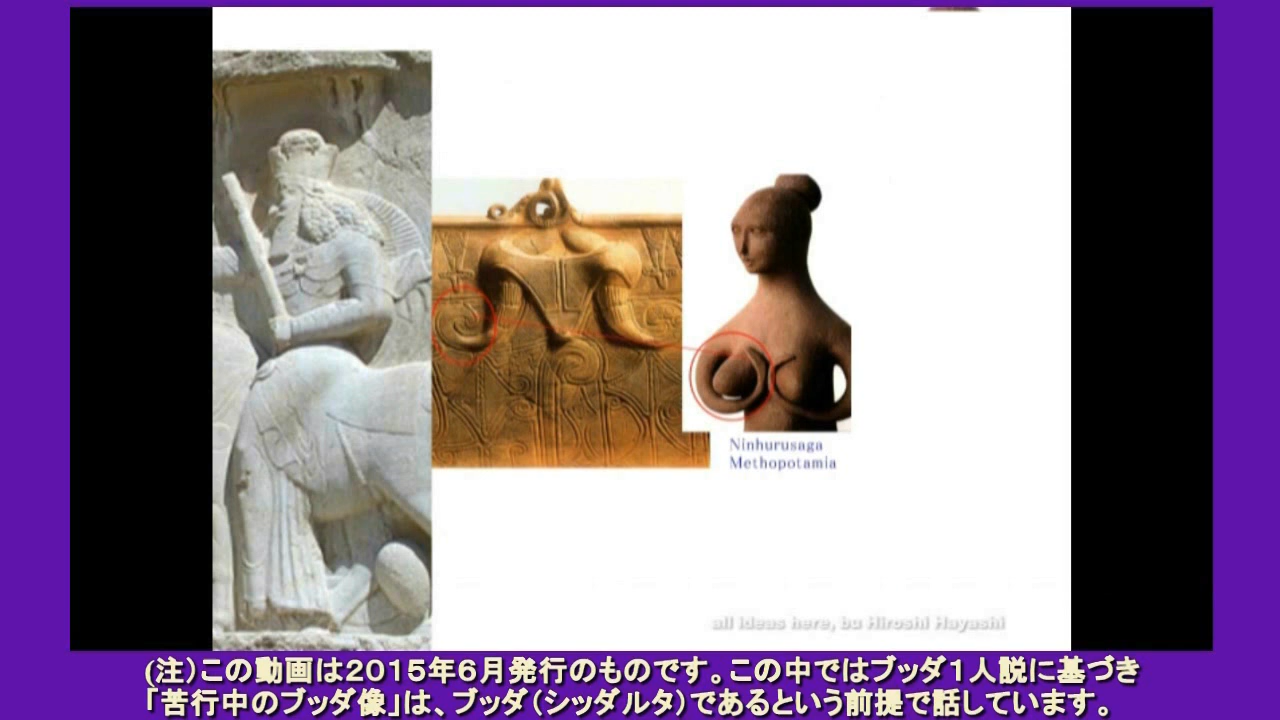 Ninhurusaga
Methopotamia
all ideas here, bu Hiroshi Hayashi
(注)この動画は2015年6月発行のものです。この中ではブッダ1人説に基づき
「苦行中のブッダ像」は、ブッダ(シッダルタ)であるという前提で話しています。